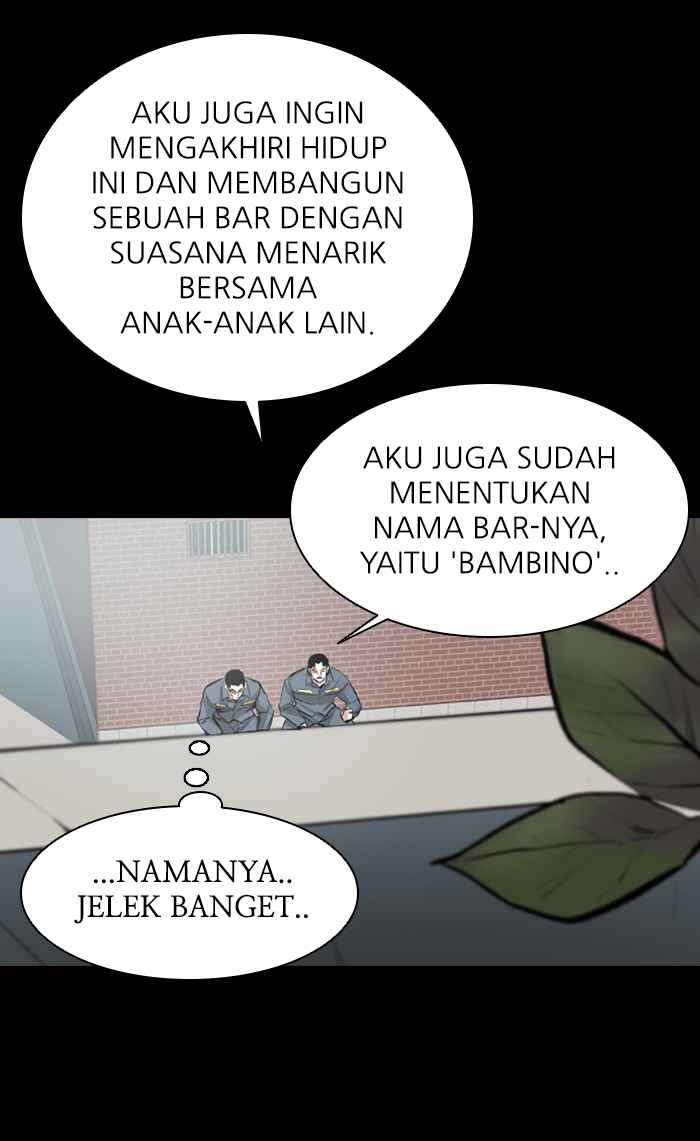 AKU JUGA INGIN
MENGAKHIRI HIDUP
INI DAN MEMBANGUN
SEBUAH BAR DENGAN
SUASANA MENARIK
BERSAMA
ANAK-ANAK LAIN.
AKU JUGA SUDAH
MENENTUKAN
NAMA BAR-NYA,
YAITU 'BAMBINO'..
...NAMANYA..
JELEK BANGET..